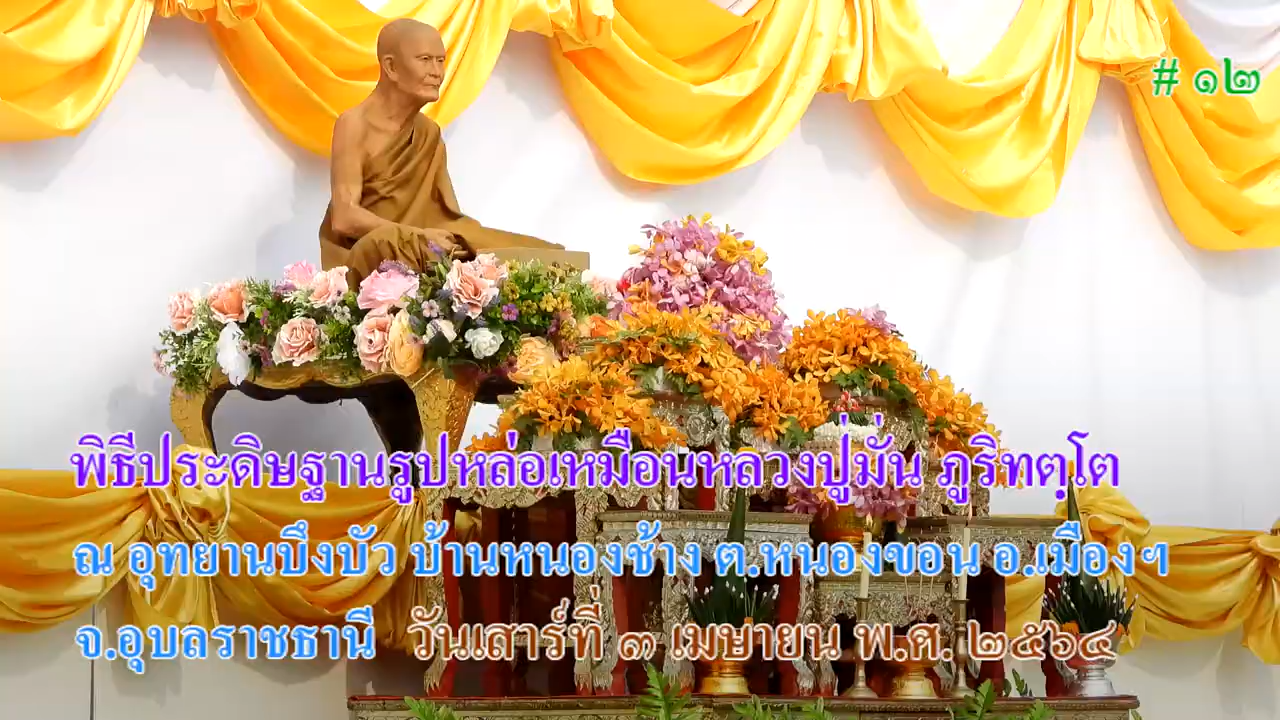 # ๑๒
พิธีประดิษฐานรูปหล่อเหมือนหลวงปู่มั่น ภูริทตฺโต
ณ อุทยานบึงบัว บ้านหนองช้าง ต.หนองขอน อ.เมืองฯ
จ.อุบลราชธานี วันเสาร์ที่ ๓ เมษายน พ.ศ. ๒๕๖๔